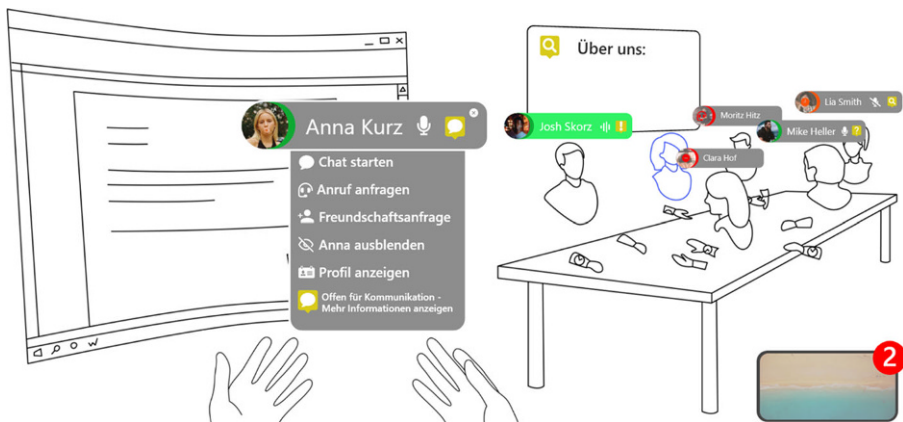 Über uns:
Anna Kurz
Chat starten
Anruf anfragen
Freundschaftsanfrage
Anna ausblenden
Profil anzeigen
Offen für Kommunikation -
Mehr Informationen anzeigen
Josh Skorz
Moritz Hitz
Lia Smith
Mike Heller
?
Clara Hof
2